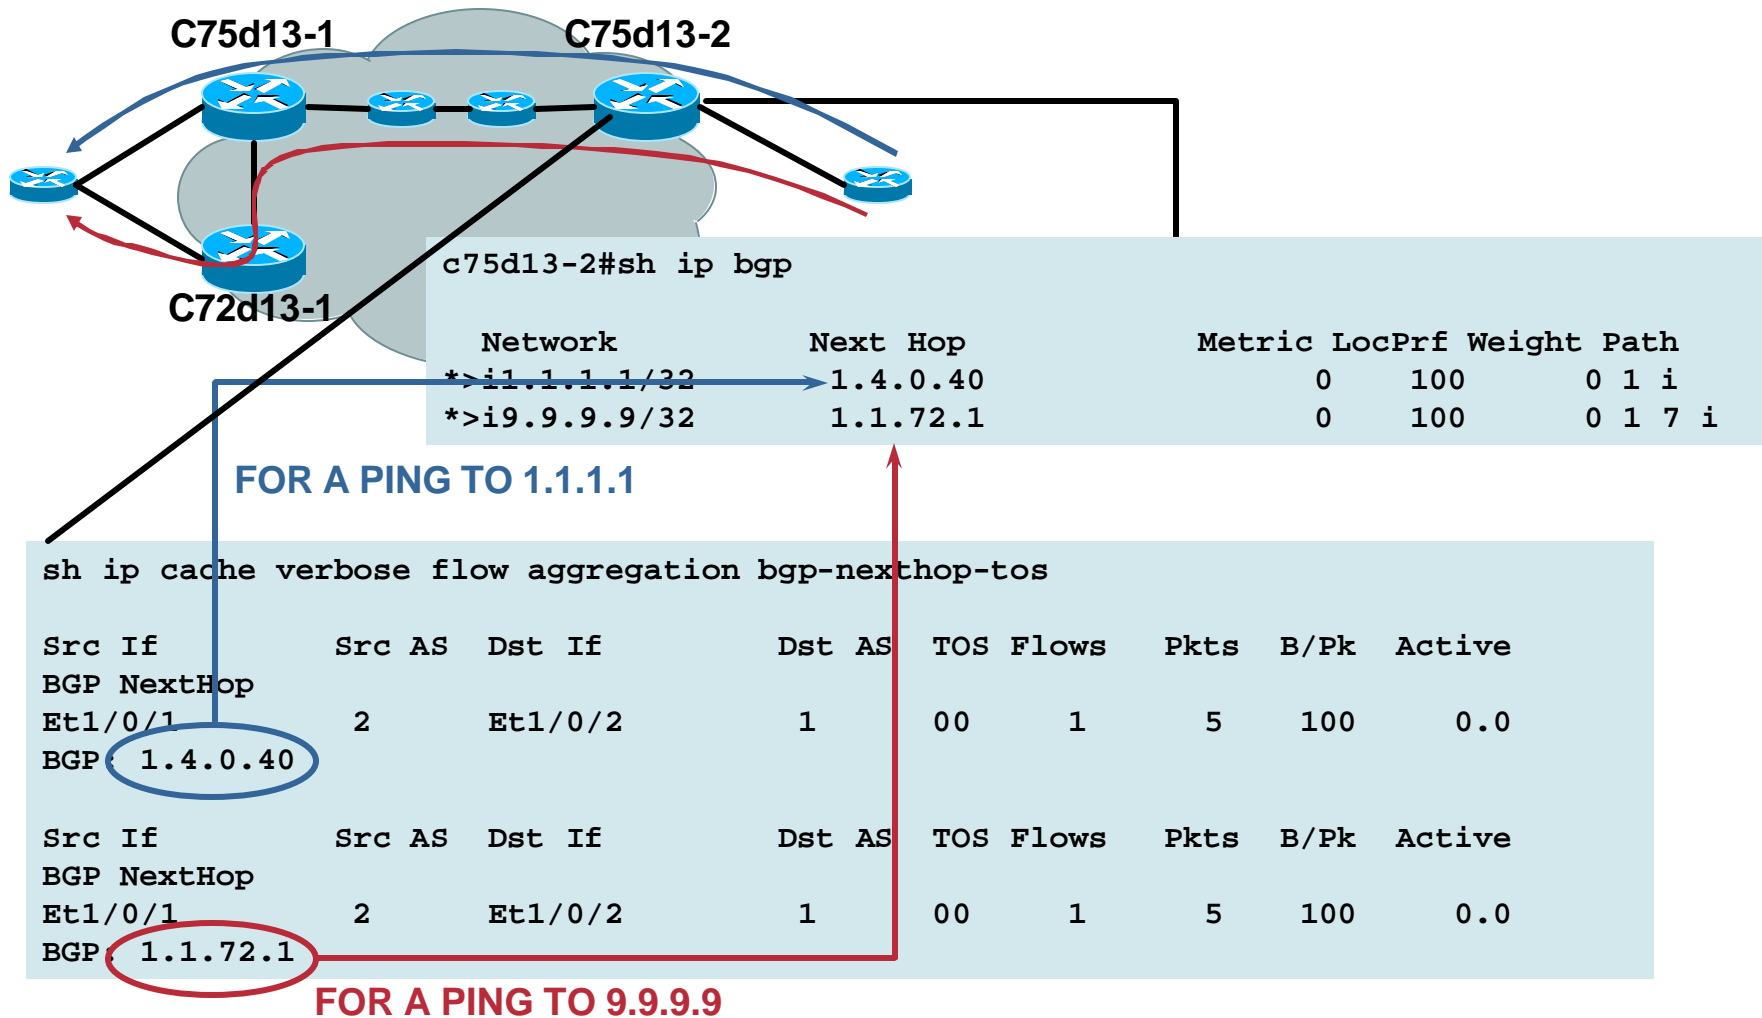 C75d13-1
C75d13-2
C72d13-1
c75d13-2#sh ip bgp
Network Next Hop Metric LocPrf Weight Path
*>i1.1.1.1/32 1.4.0.40 0 100 0 1 i
*>i9.9.9.9/32 1.1.72.1 0 100 0 1 7 i
FOR A PING TO 1.1.1.1
sh ip cache verbose flow aggregation bgp-nexthop-tos
Src If Src AS Dst If Dst AS TOS Flows Pkts B/Pk Active
BGP NextHop
Et1/0/1 2 Et1/0/2 1 00 1 5 100 0.0
BGP: 1.4.0.40
Src If Src AS Dst If Dst AS TOS Flows Pkts B/Pk Active
BGP NextHop
Et1/0/1 2 Et1/0/2 1 00 1 5 100 0.0
BGP: 1.1.72.1
FOR A PING TO 9.9.9.9